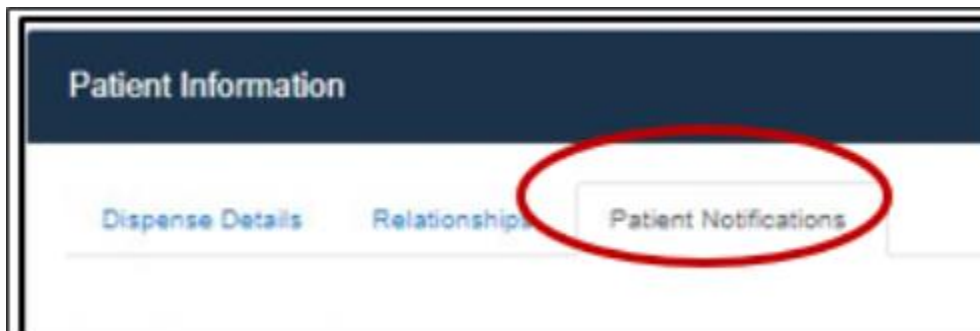 Patient Information
Dispense Details Relationships Patient Notifications